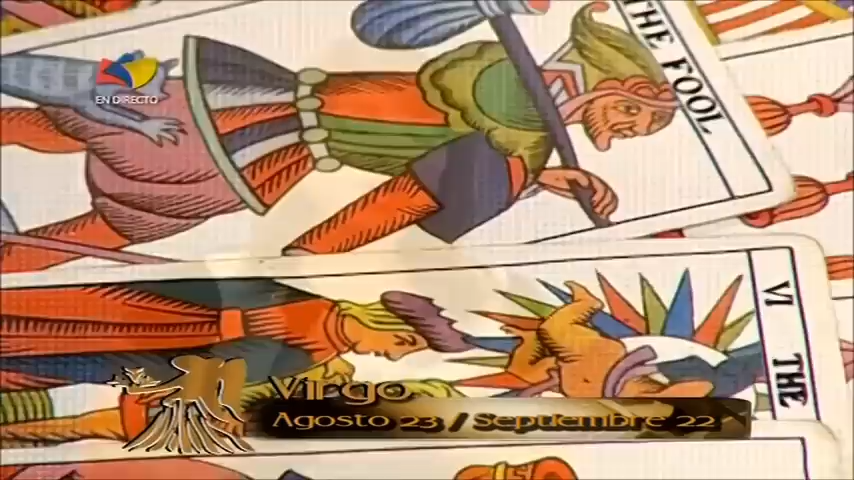 THE FOOL
EN DIRECTO
VI THE
Virgo
Agosto 23 / Septiembre 22